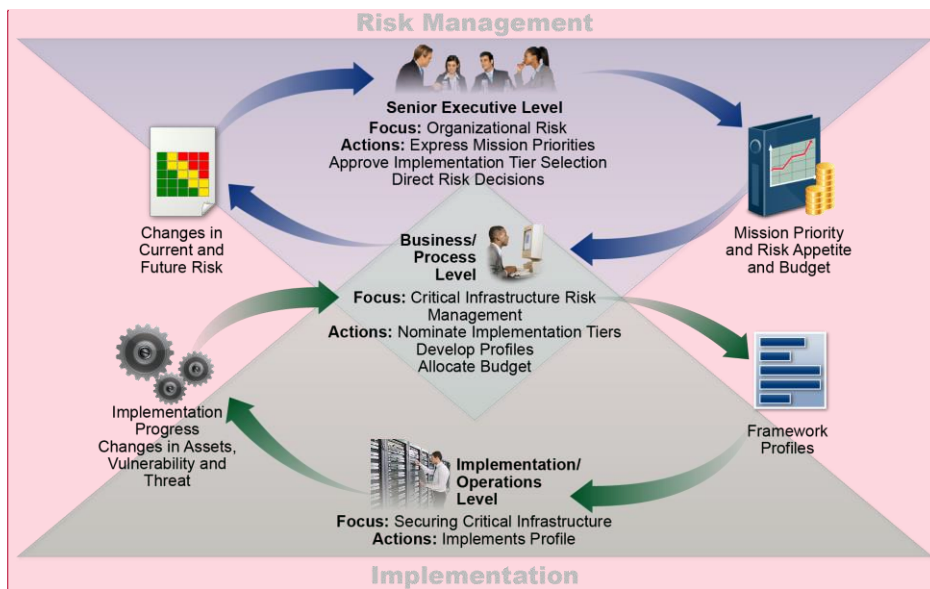 Risk Management
Senior Executive Level
Focus: Organizational Risk
Actions: Express Mission Priorities
Approve Implementation Tier Selection
Direct Risk Decisions
Changes in
Current and
Future Risk
Mission Priority
and Risk Appetite
and Budget
Business/
Process
Level
Focus: Critical Infrastructure Risk
Management
Actions: Nominate Implementation Tiers
Develop Profiles
Allocate Budget
Implementation
Progress
Changes in Assets,
Vulnerability and
Threat
Framework
Profiles
Implementation/
Operations
Level
Focus: Securing Critical Infrastructure
Actions: Implements Profile
Implementation